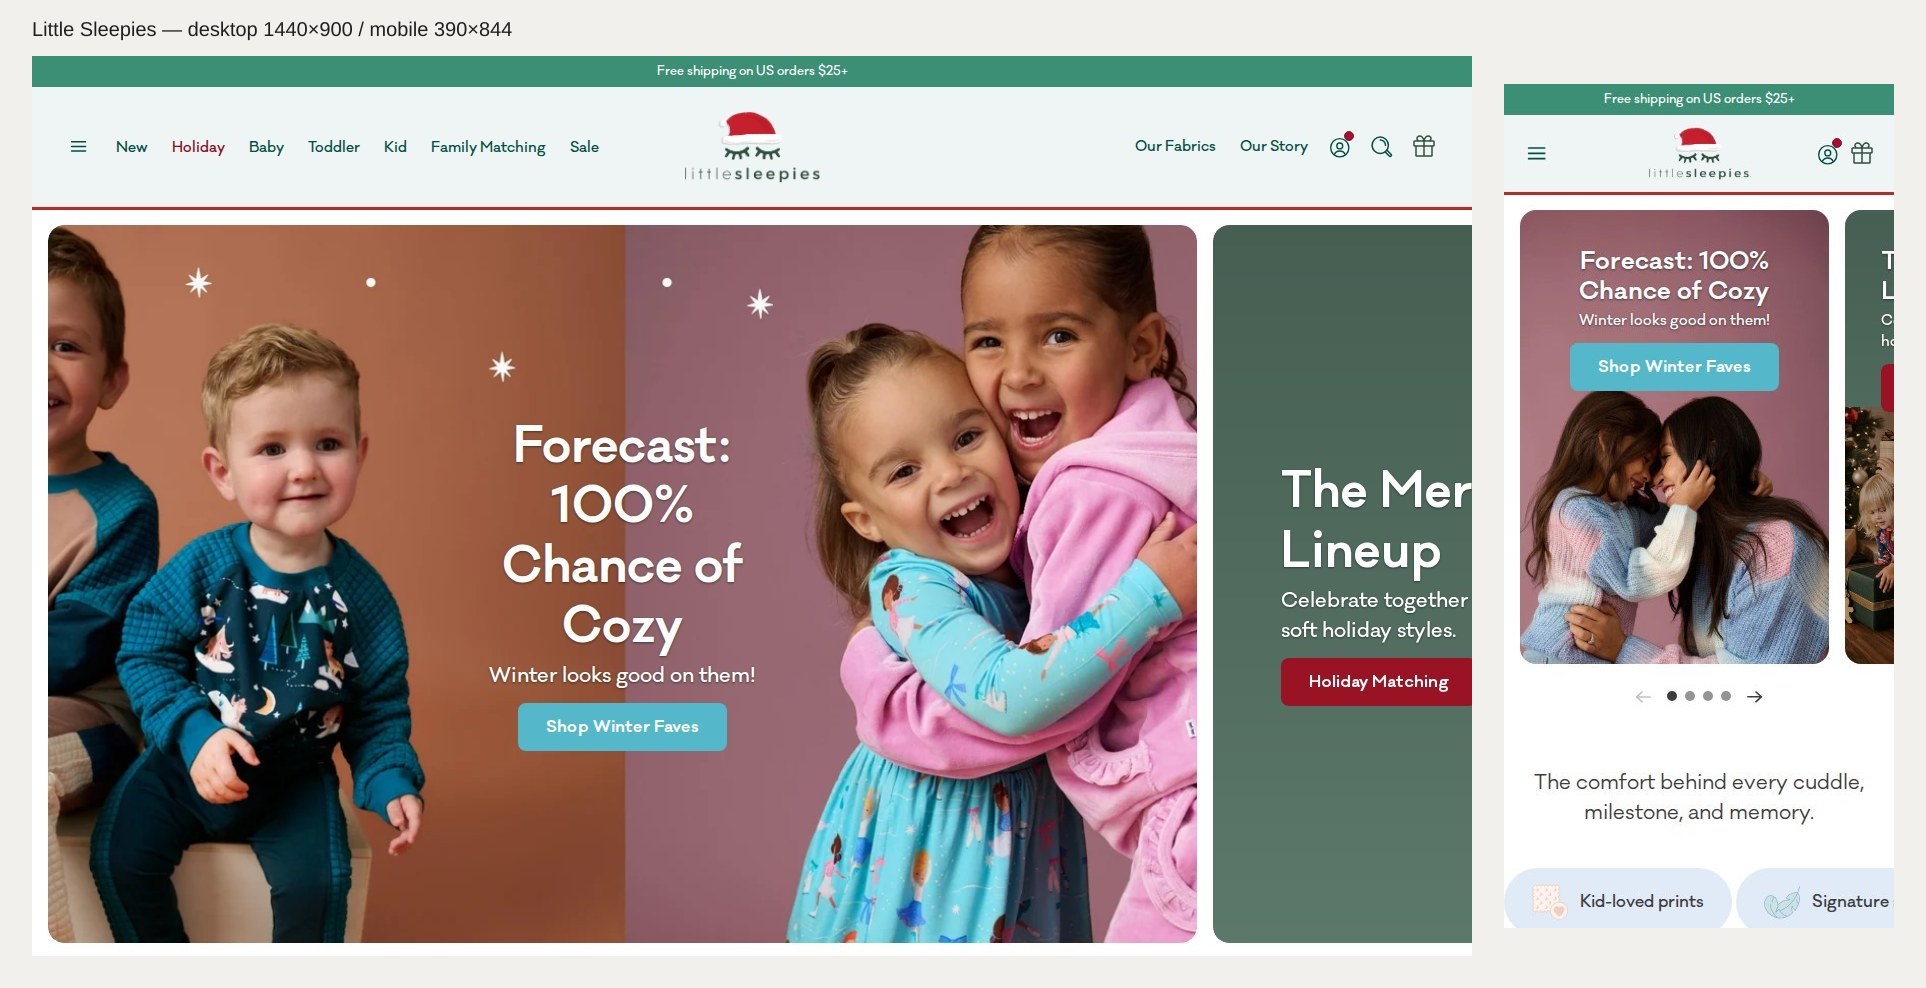 Little Sleepies — desktop 1440×900 / mobile 390×844
Free shipping on US orders $25+
New Holiday Baby Toddler Kid Family Matching Sale
littlesleepies
Our Fabrics Our Story
Forecast:
100%
Chance of
Cozy
Winter looks good on them!
Shop Winter Faves
The Mer
Lineup
Celebrate together
soft holiday styles.
Holiday Matching
Free shipping on US orders $25+
littlesleepies
Forecast: 100%
Chance of Cozy
Winter looks good on them!
Shop Winter Faves
T
L
C
ho
The comfort behind every cuddle,
milestone, and memory.
Kid-loved prints
Signature